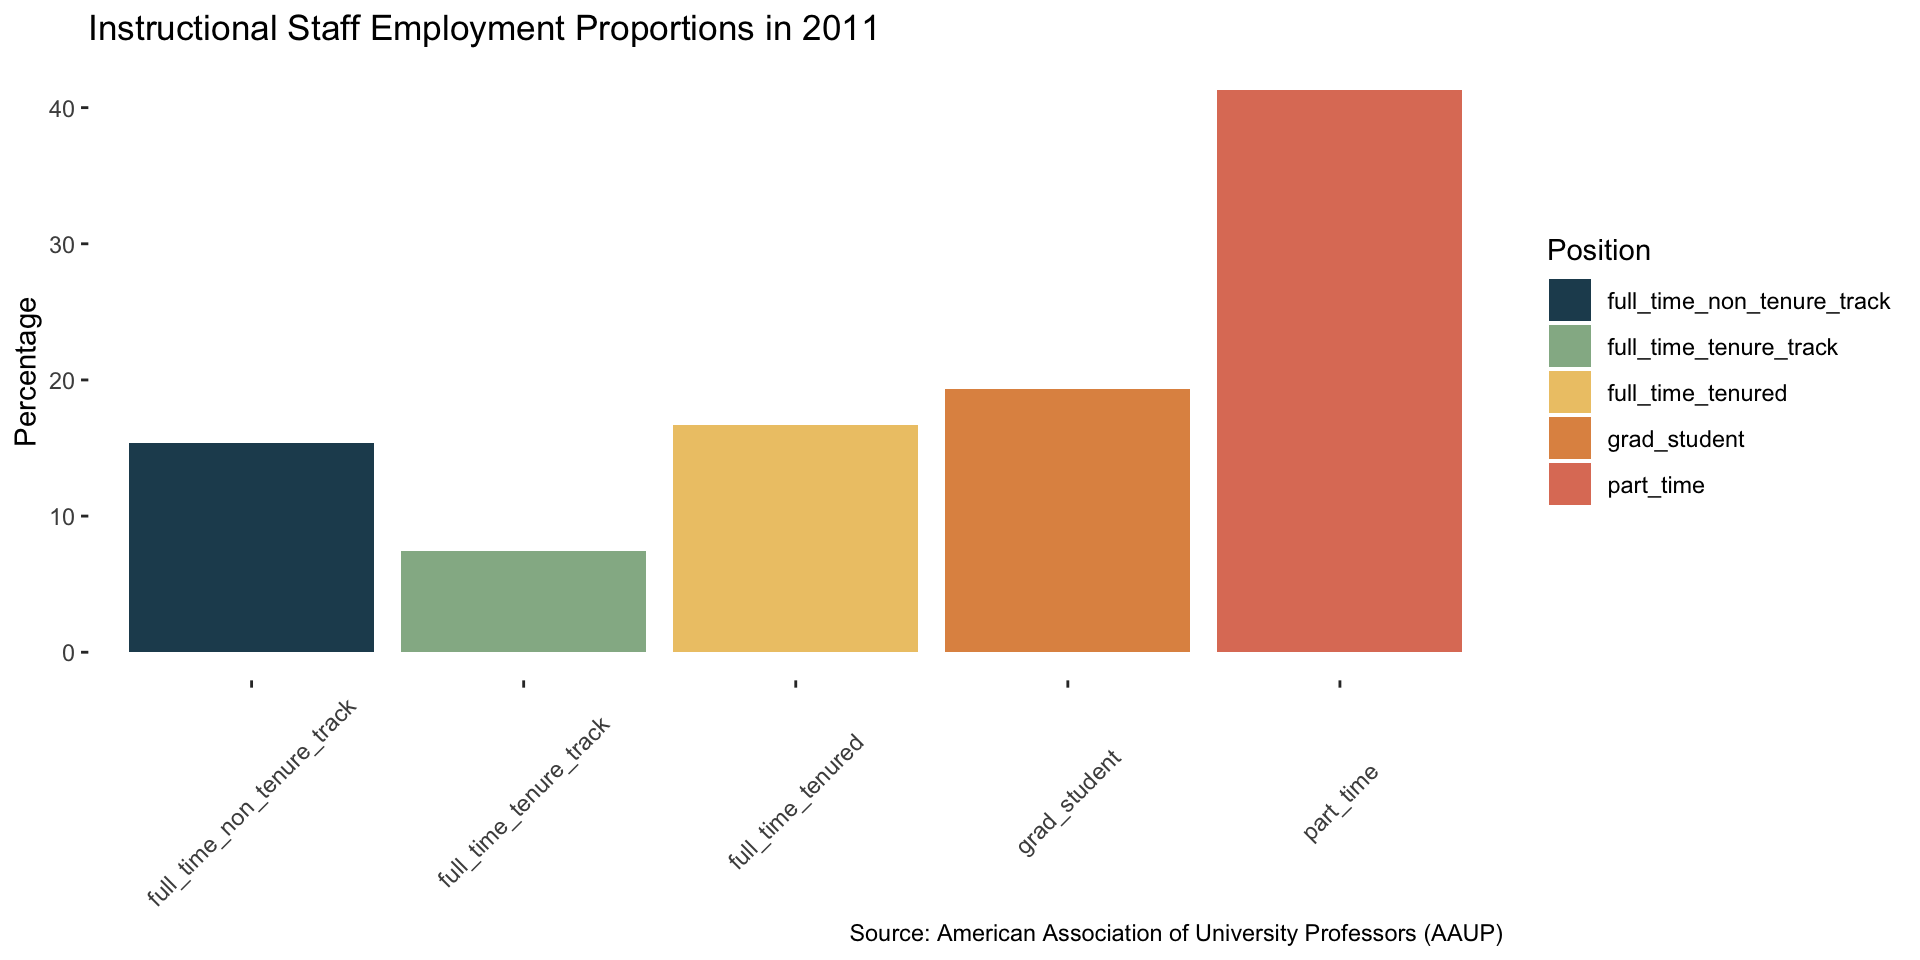 Instructional Staff Employment Proportions in 2011
Percentage
40
30
20
10
0
full_time_non_tenure_track
full_time_tenure_track
full_time_tenured
grad_student
part_time
Position
full_time_non_tenure_track
full_time_tenure_track
full_time_tenured
grad_student
part_time
Source: American Association of University Professors (AAUP)